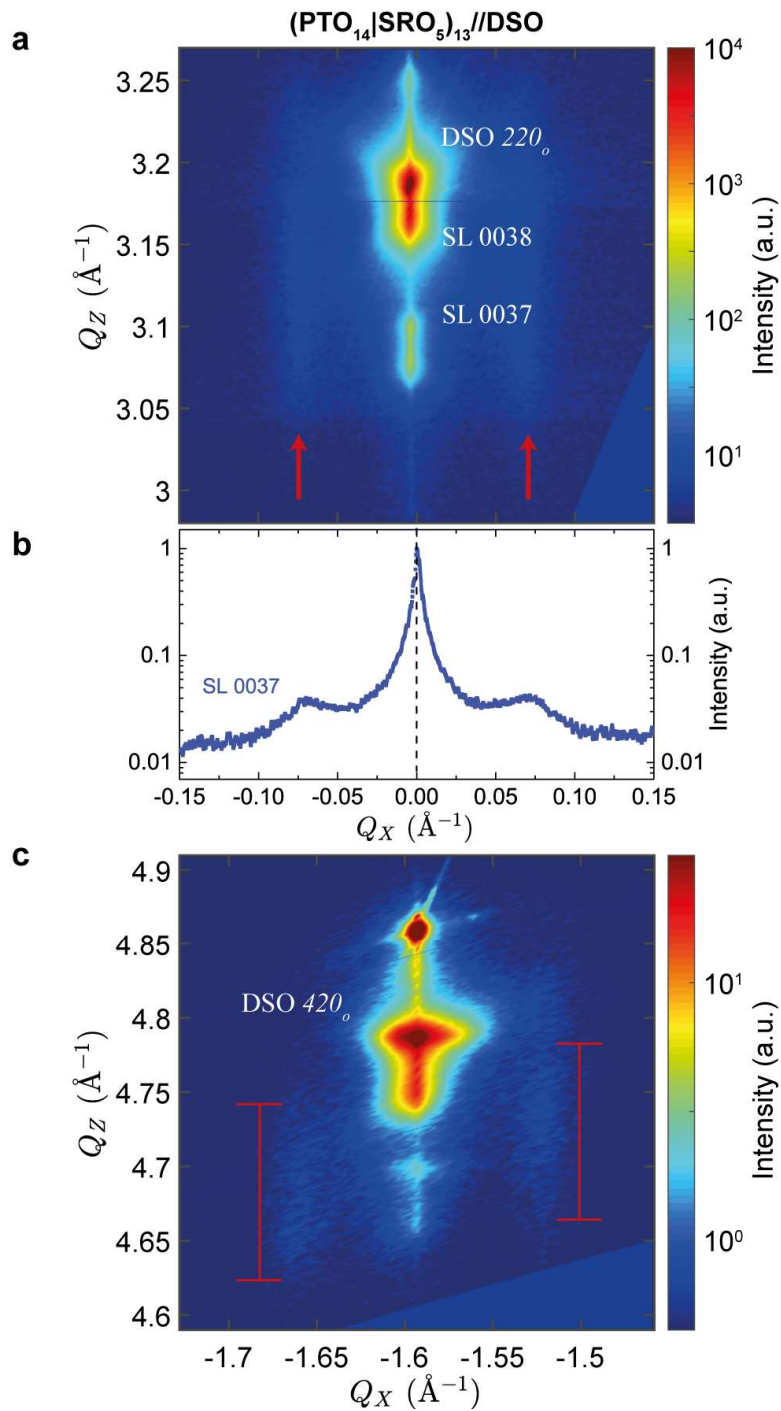 (PTO₁₄|SRO₅)₁₃//DSO
a
3.25
3.2
3.15
3.1
3.05
3
Q_Z (Å⁻¹)
DSO 220ₒ
SL 0038
SL 0037
10⁴
10³
10²
10¹
Intensity (a.u.)
b
1
0.1
0.01
SL 0037
1
0.1
0.01
Intensity (a.u.)
-0.15 -0.10 -0.05 0.00 0.05 0.10 0.15
Q_X (Å⁻¹)
c
4.9
4.85
4.8
4.75
4.7
4.65
4.6
Q_Z (Å⁻¹)
DSO 420ₒ
10¹
10⁰
Intensity (a.u.)
-1.7 -1.65 -1.6 -1.55 -1.5
Q_X (Å⁻¹)